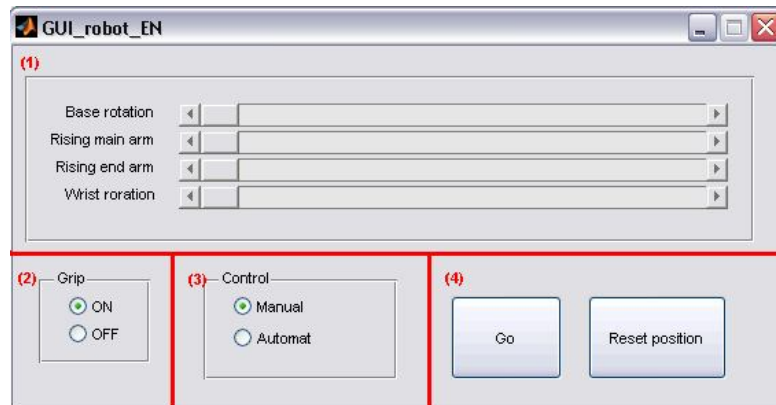 GUI_robot_EN
(1)
Base rotation
Rising main arm
Rising end arm
Wrist roration
(2) Grip
ON
OFF
(3) Control
Manual
Automat
(4)
Go
Reset position